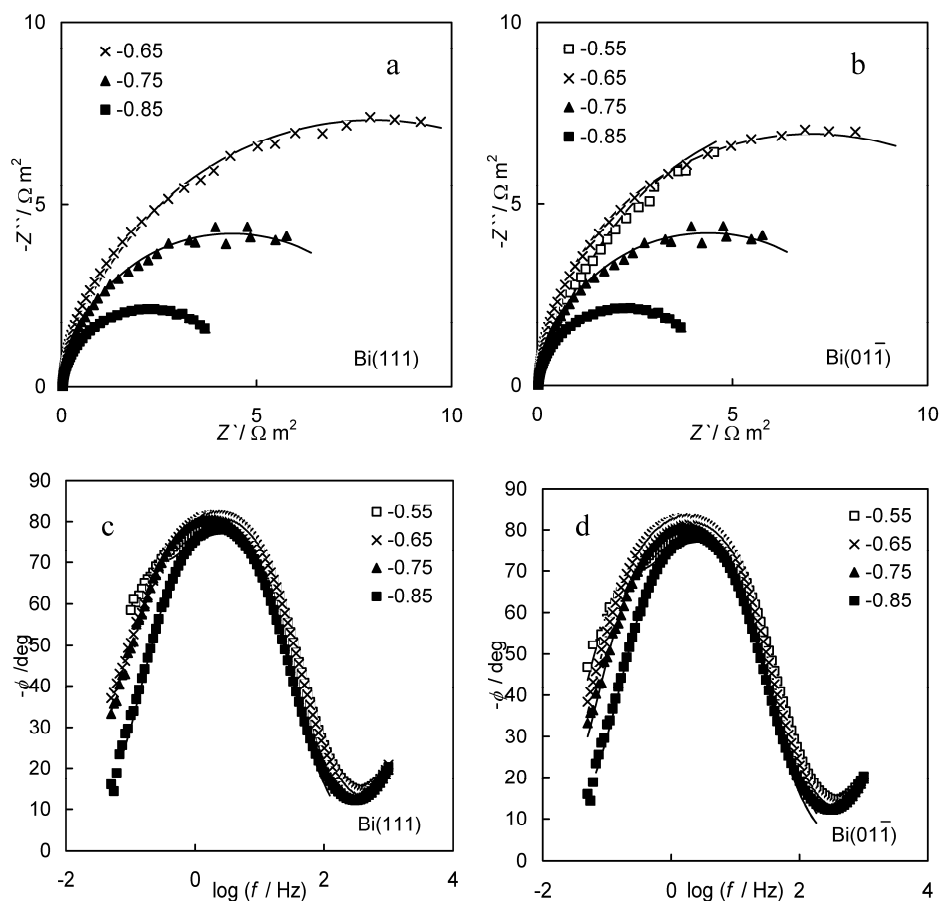 10
5
0
-Z``/ Ω m²
× -0.65
▲ -0.75
■ -0.85
a
Bi(111)
0 5 10
Z`/ Ω m²
10
5
0
-Z``/ Ω m²
□ -0.55
× -0.65
▲ -0.75
■ -0.85
b
Bi(011̅)
0 5 10
Z`/ Ω m²
90
80
70
60
50
40
30
20
10
0
-ϕ /deg
c
□ -0.55
× -0.65
▲ -0.75
■ -0.85
Bi(111)
-2 0 2 4
log (f / Hz)
90
80
70
60
50
40
30
20
10
0
-ϕ / deg
d
□ -0.55
× -0.65
▲ -0.75
■ -0.85
Bi(011̅)
-2 0 2 4
log (f / Hz)